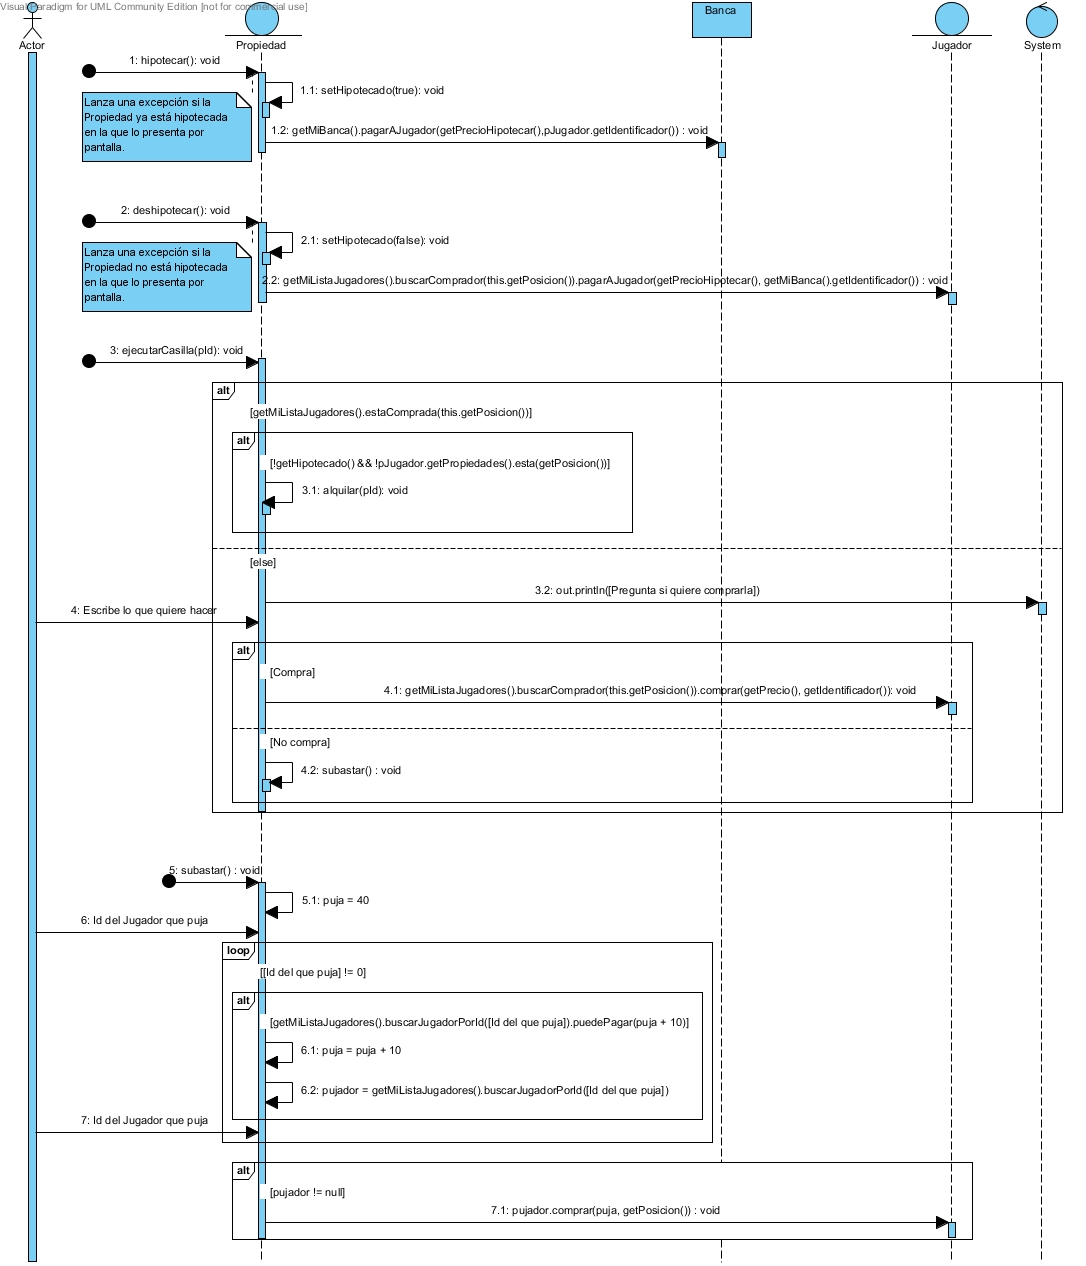 Visual Paradigm for UML Community Edition [not for commercial use]
Actor
Propiedad
Banca
Jugador
System
1: hipotecar(): void
1.1: setHipotecado(true): void
Lanza una excepción si la
Propiedad ya está hipotecada
en la que lo presenta por
pantalla.
1.2: getMiBanca().pagarAJugador(getPrecioHipotecar(),pJugador.getIdentificador()) : void
2: deshipotecar(): void
2.1: setHipotecado(false): void
Lanza una excepción si la
Propiedad no está hipotecada
en la que lo presenta por
pantalla.
2.2: getMiListaJugadores().buscarComprador(this.getPosicion()).pagarAJugador(getPrecioHipotecar(), getMiBanca().getIdentificador()) : void
3: ejecutarCasilla(pId): void
alt
[getMiListaJugadores().estaComprada(this.getPosicion())]
alt
[!getHipotecado() && !pJugador.getPropiedades().esta(getPosicion())]
3.1: alquilar(pId): void
[else]
3.2: out.println([Pregunta si quiere comprarla])
4: Escribe lo que quiere hacer
alt
[Compra]
4.1: getMiListaJugadores().buscarComprador(this.getPosicion()).comprar(getPrecio(), getIdentificador()): void
[No compra]
4.2: subastar() : void
5: subastar() : void
5.1: puja = 40
6: Id del Jugador que puja
loop
[[Id del que puja] != 0]
alt
[getMiListaJugadores().buscarJugadorPorId([Id del que puja]).puedePagar(puja + 10)]
6.1: puja = puja + 10
6.2: pujador = getMiListaJugadores().buscarJugadorPorId([Id del que puja])
7: Id del Jugador que puja
alt
[pujador != null]
7.1: pujador.comprar(puja, getPosicion()) : void